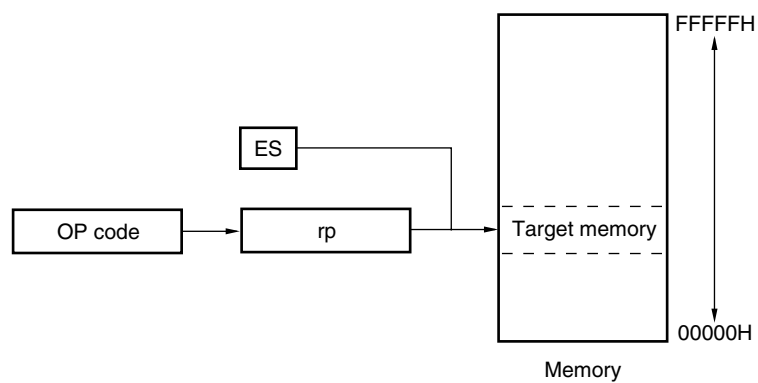 FFFFFH
ES
OP code
rp
Target memory
00000H
Memory